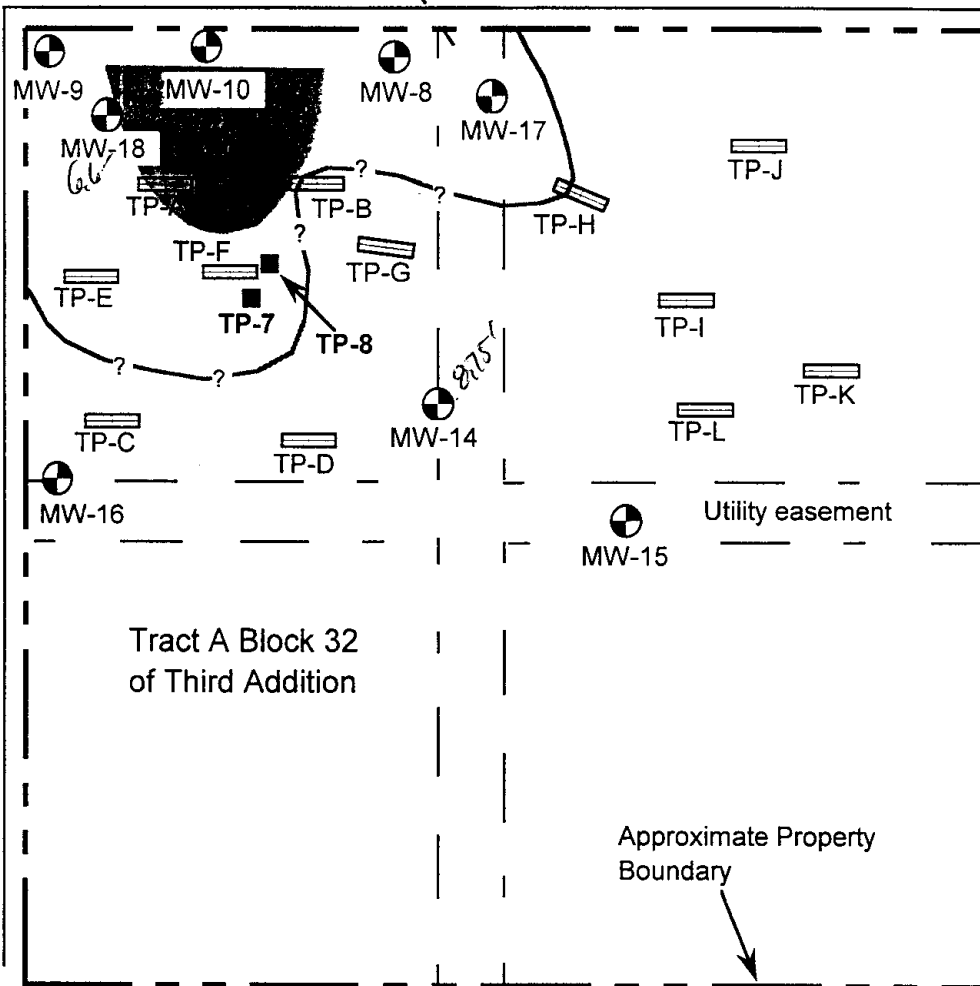 MW-9
MW-10
MW-8
MW-17
MW-18
TP-J
TP-A
TP-B
TP-H
?
?
?
TP-F
TP-G
TP-E
TP-7
TP-8
TP-I
?
?
8.75'
TP-K
TP-C
TP-D
MW-14
TP-L
MW-16
Utility easement
MW-15
Tract A Block 32
of Third Addition
Approximate Property
Boundary